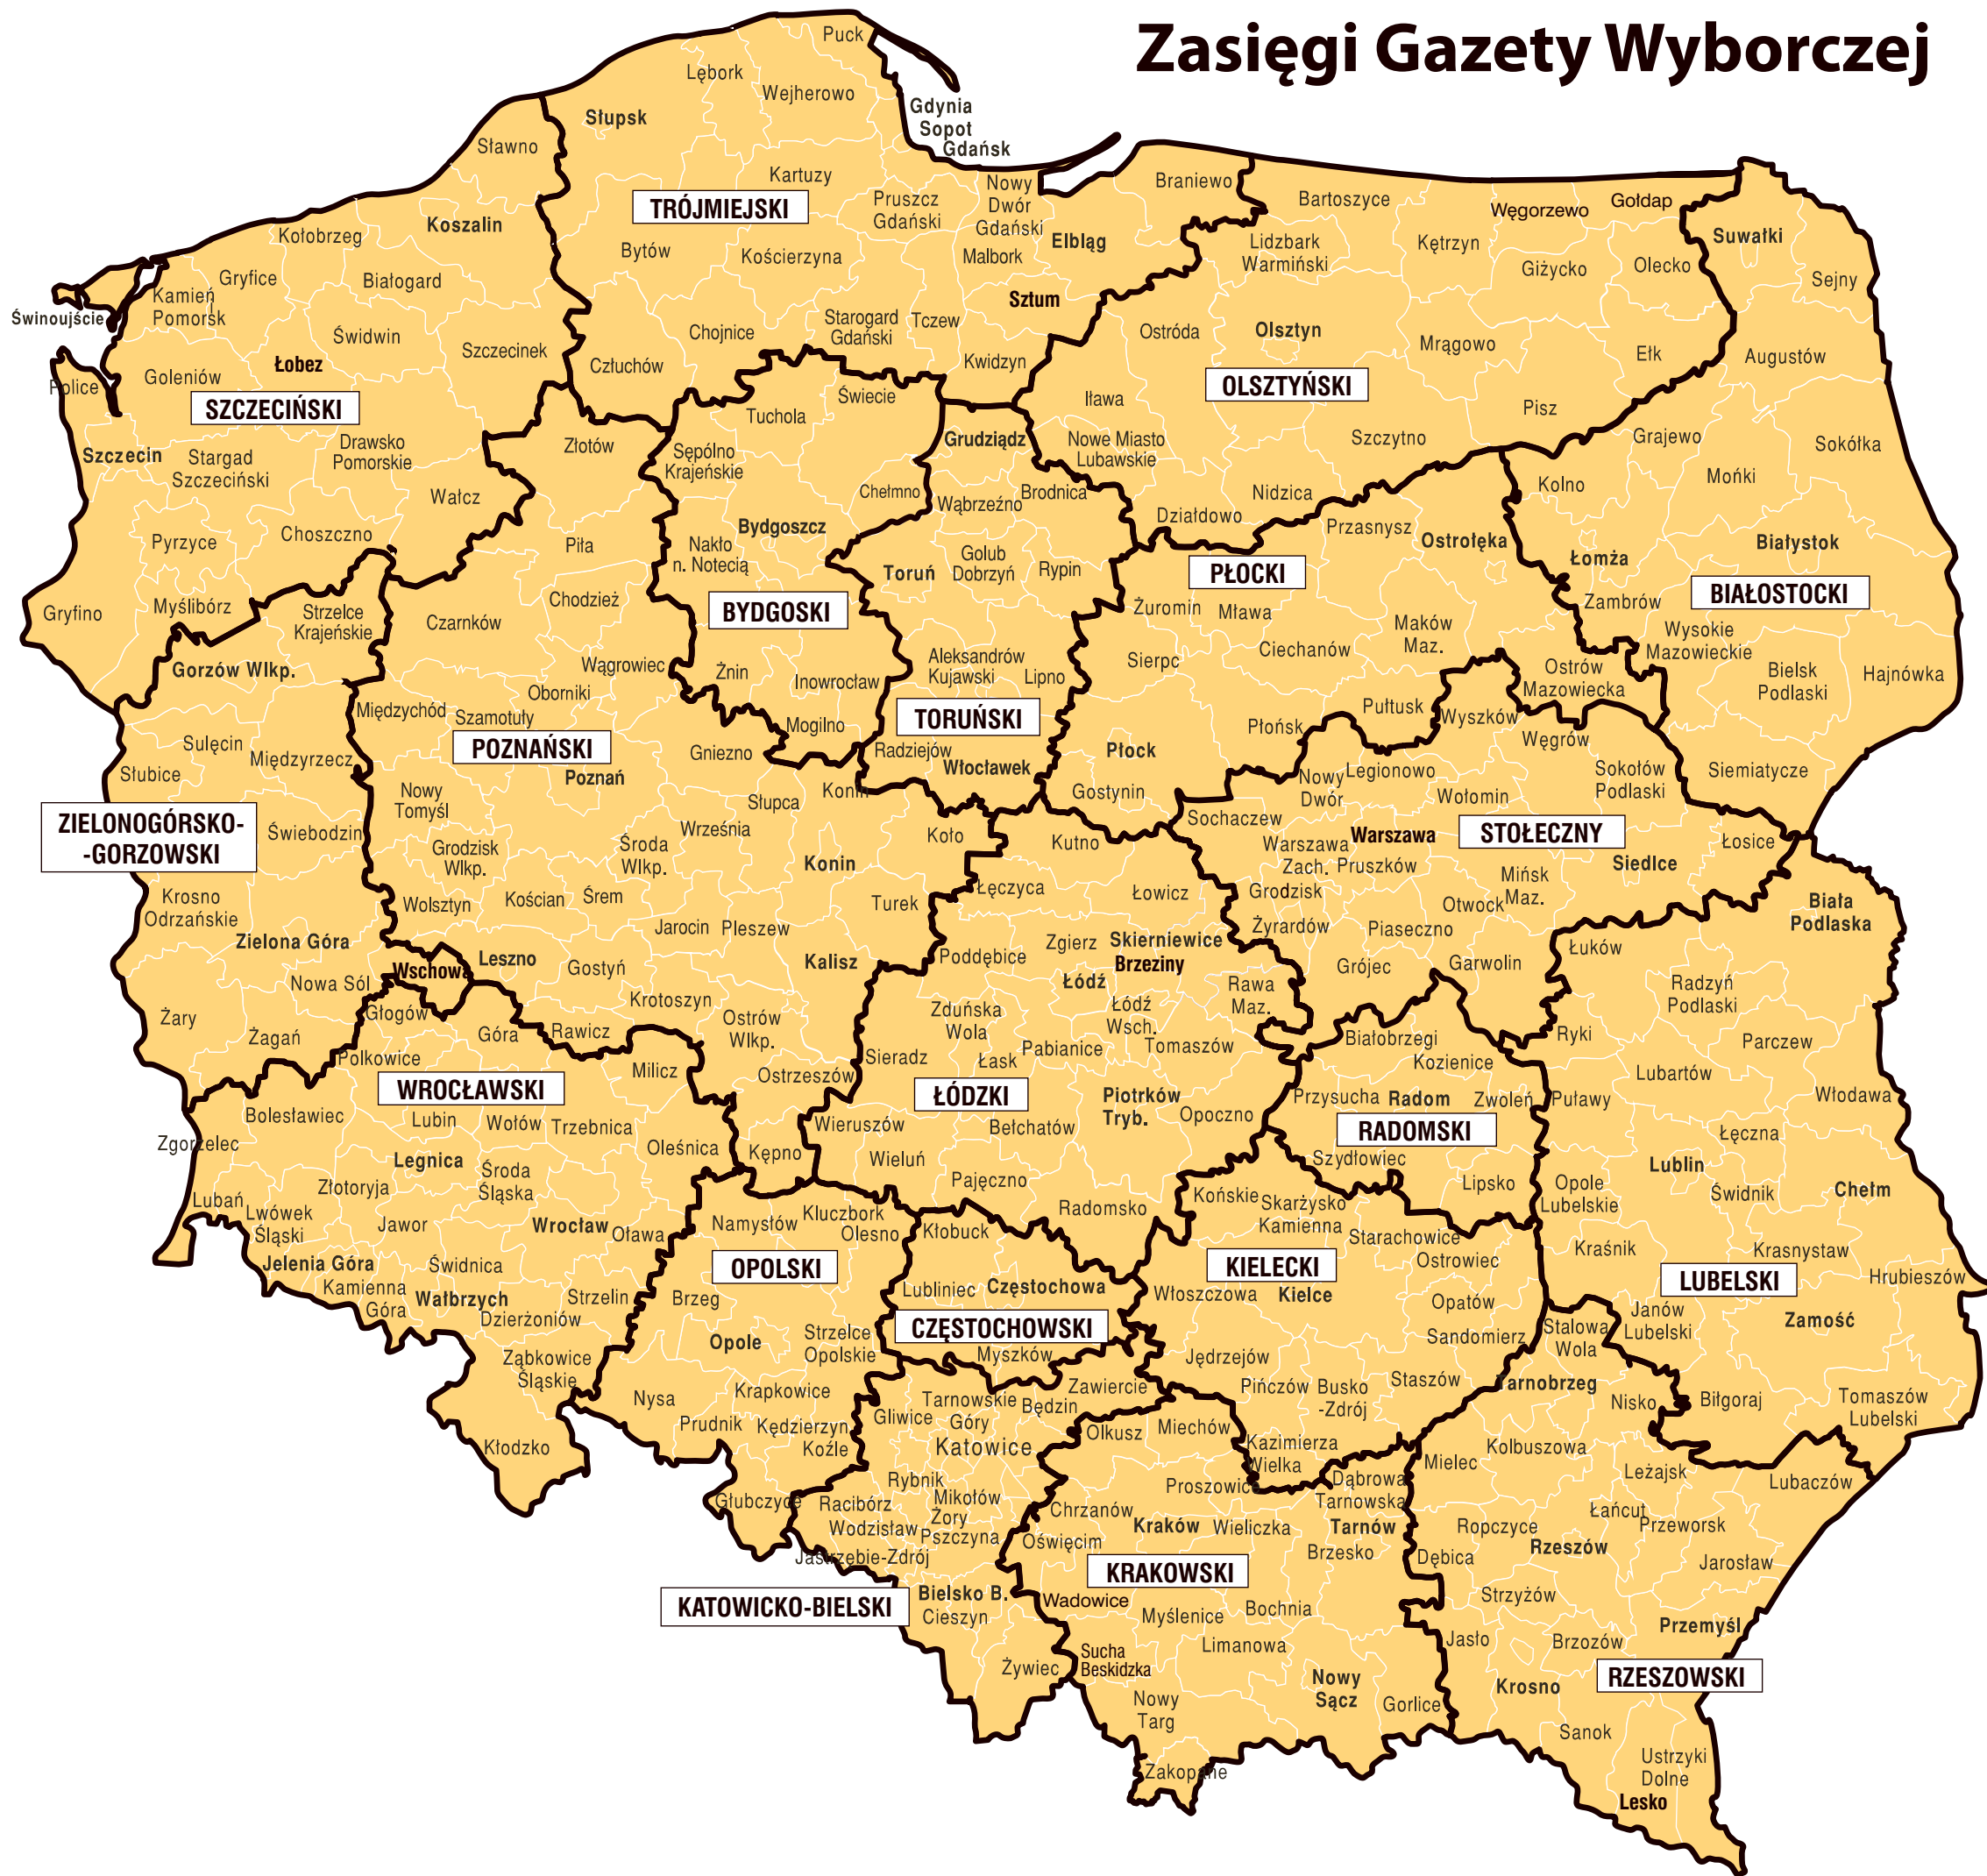 Zasięgi Gazety Wyborczej
Puck
Lębork
Wejherowo
Gdynia
Sopot
Gdańsk
Słupsk
Sławno
Kartuzy
TRÓJMIEJSKI
Pruszcz
Gdański
Nowy
Dwór
Gdański
Braniewo
Bartoszyce
Węgorzewo
Gołdap
Koszalin
Kołobrzeg
Elbląg
Lidzbark
Warmiński
Kętrzyn
Suwałki
Bytów
Kościerzyna
Malbork
Giżycko
Olecko
Sejny
Gryfice
Białogard
Kamień
Pomorsk
Świnoujście
Sztum
Świdwin
Szczecinek
Chojnice
Starogard
Gdański
Tczew
Ostróda
Olsztyn
Mrągowo
Ełk
Augustów
Łobez
Goleniów
Police
Człuchów
Kwidzyn
SZCZECIŃSKI
OLSZTYŃSKI
Świecie
Tuchola
Iława
Pisz
Szczecin
Stargad
Szczeciński
Drawsko
Pomorskie
Złotów
Sępólno
Krajeńskie
Grudziądz
Nowe Miasto
Lubawskie
Szczytno
Grajewo
Sokółka
Wałcz
Chełmno
Wąbrzeźno
Brodnica
Nidzica
Kolno
Mońki
Działdowo
Pyrzyce
Choszczno
Piła
Bydgoszcz
Nakło
n. Notecią
Przasnysz
Ostrołęka
Białystok
Toruń
Golub
Dobrzyń
Rypin
PŁOCKI
Łomża
BIAŁOSTOCKI
Gryfino
Myślibórz
Strzelce
Krajeńskie
Czarnków
Chodzież
BYDGOSKI
Żuromin
Mława
Maków
Maz.
Zambrów
Wysokie
Mazowieckie
Gorzów Wlkp.
Wągrowiec
Żnin
Aleksandrów
Kujawski
Lipno
Sierpc
Ciechanów
Ostrów
Mazowiecka
Bielsk
Podlaski
Hajnówka
Oborniki
Inowrocław
Międzychód
Szamotuły
Mogilno
TORUŃSKI
Płońsk
Pułtusk
Wyszków
Węgrów
Sulęcin
Międzyrzecz
POZNAŃSKI
Gniezno
Radziejów
Włocławek
Płock
Słubice
Poznań
Nowy
Tomyśl
Słupca
Konin
Gostynin
Nowy
Dwór
Legionowo
Wołomin
Sokołów
Podlaski
Siemiatycze
ZIELONOGÓRSKO-
-GORZOWSKI
Świebodzin
Września
Koło
Kutno
Sochaczew
Warszawa
STOŁECZNY
Łosice
Grodzisk
Wlkp.
Środa
Wlkp.
Konin
Warszawa
Zach.
Pruszków
Siedlce
Krosno
Odrzańskie
Wolsztyn
Kościan
Śrem
Turek
Łęczyca
Łowicz
Grodzisk
Mińsk
Maz.
Otwock
Biała
Podlaska
Zielona Góra
Jarocin
Pleszew
Żyrardów
Piaseczno
Wschowa
Leszno
Gostyń
Kalisz
Poddębice
Zgierz
Skierniewice
Brzeziny
Łódź
Grójec
Garwolin
Łuków
Nowa Sól
Krotoszyn
Rawa
Maz.
Radzyń
Podlaski
Żary
Żagań
Głogów
Góra
Rawicz
Ostrów
Wlkp.
Zduńska
Wola
Łódź
Wsch.
Białobrzegi
Ryki
Parczew
Polkowice
Milicz
Sieradz
Łask
Pabianice
Tomaszów
Kozienice
WROCŁAWSKI
Ostrzeszów
ŁÓDZKI
Lubartów
Włodawa
Bolesławiec
Lubin
Wołów
Trzebnica
Wieruszów
Bełchatów
Piotrków
Tryb.
Opoczno
Przysucha
Radom
Zwoleń
Puławy
Zgorzelec
Oleśnica
Kępno
RADOMSKI
Łęczna
Legnica
Środa
Śląska
Wieluń
Pajęczno
Szydłowiec
Lublin
Lubań
Złotoryja
Lipsko
Opole
Lubelskie
Świdnik
Chełm
Lwówek
Śląski
Jawor
Wrocław
Oława
Namysłów
Kluczbork
Olesno
Kłobuck
Radomsko
Końskie
Skarżysko
Kamienna
Starachowice
Ostrowiec
Kraśnik
Krasnystaw
Jelenia Góra
Świdnica
OPOLSKI
KIELECKI
LUBELSKI
Hrubieszów
Kamienna
Góra
Wałbrzych
Strzelin
Brzeg
Lubliniec
Częstochowa
Włoszczowa
Kielce
Opatów
Janów
Lubelski
Zamość
Dzierżoniów
Opole
Strzelce
Opolskie
CZĘSTOCHOWSKI
Sandomierz
Stalowa
Wola
Ząbkowice
Śląskie
Myszków
Jędrzejów
Nysa
Krapkowice
Tarnowskie
Góry
Zawiercie
Będzin
Pińczów
Busko
-Zdrój
Staszów
Tarnobrzeg
Nisko
Biłgoraj
Tomaszów
Lubelski
Prudnik
Kędzierzyn
Koźle
Gliwice
Olkusz
Miechów
Kłodzko
Katowice
Kazimierza
Wielka
Mielec
Kolbuszowa
Leżajsk
Lubaczów
Głubczyce
Rybnik
Racibórz
Mikołów
Żory
Proszowice
Dąbrowa
Tarnowska
Wodzisław
Pszczyna
Chrzanów
Kraków
Wieliczka
Tarnów
Ropczyce
Łańcut
Przeworsk
Jastrzębie-Zdrój
Oświęcim
Brzesko
Dębica
Rzeszów
Jarosław
KRAKOWSKI
Bielsko B.
Cieszyn
KATOWICKO-BIELSKI
Wadowice
Myślenice
Bochnia
Strzyżów
Przemyśl
Limanowa
Jasło
Brzozów
Żywiec
Sucha
Beskidzka
Nowy
Sącz
Gorlice
Krosno
RZESZOWSKI
Nowy
Targ
Sanok
Zakopane
Ustrzyki
Dolne
Lesko